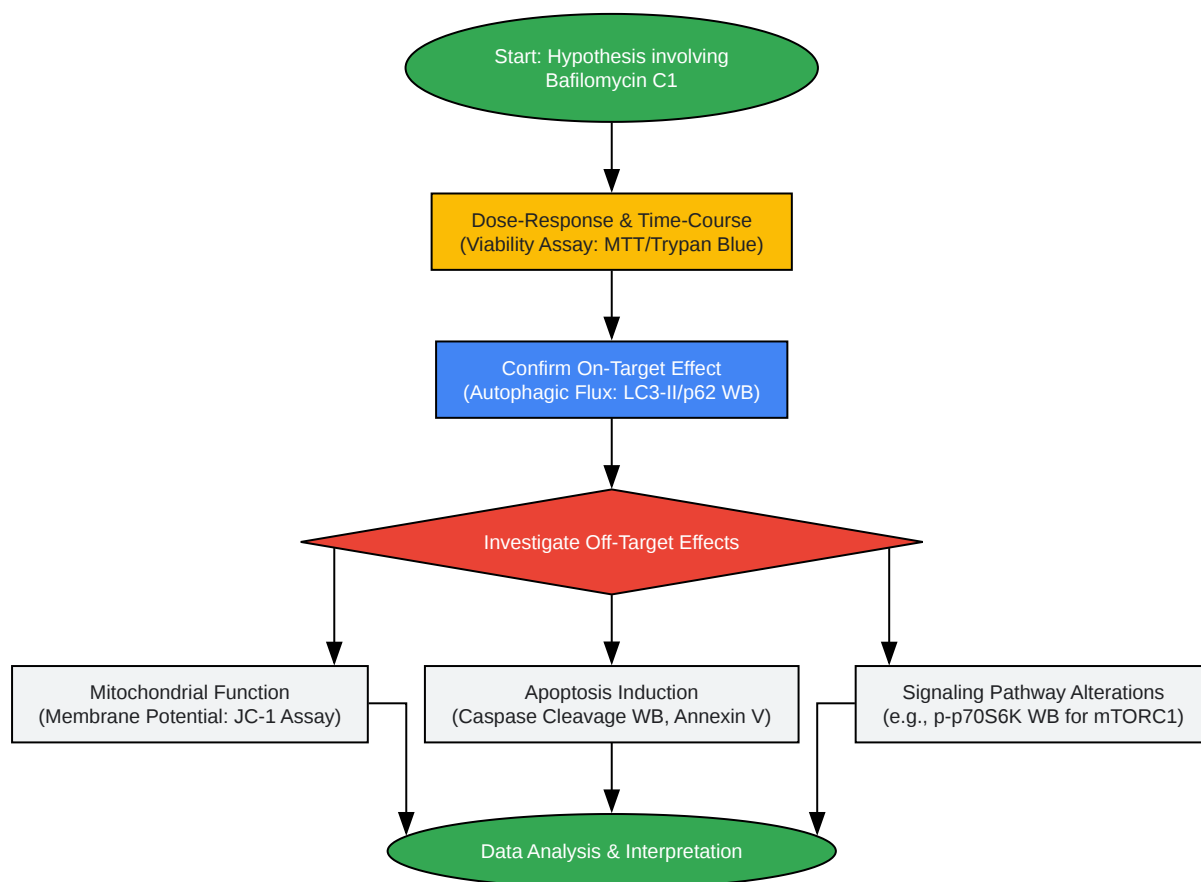 Start: Hypothesis involving
Bafilomycin C1
Dose-Response & Time-Course
(Viability Assay: MTT/Trypan Blue)
Confirm On-Target Effect
(Autophagic Flux: LC3-II/p62 WB)
Investigate Off-Target Effects
Mitochondrial Function
(Membrane Potential: JC-1 Assay)
Apoptosis Induction
(Caspase Cleavage WB, Annexin V)
Signaling Pathway Alterations
(e.g., p-p70S6K WB for mTORC1)
Data Analysis & Interpretation